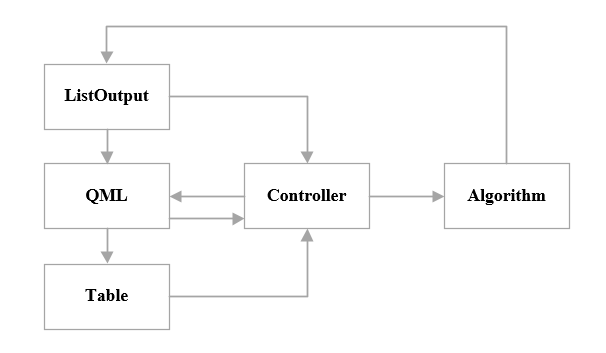 ListOutput
QML
Controller
Algorithm
Table